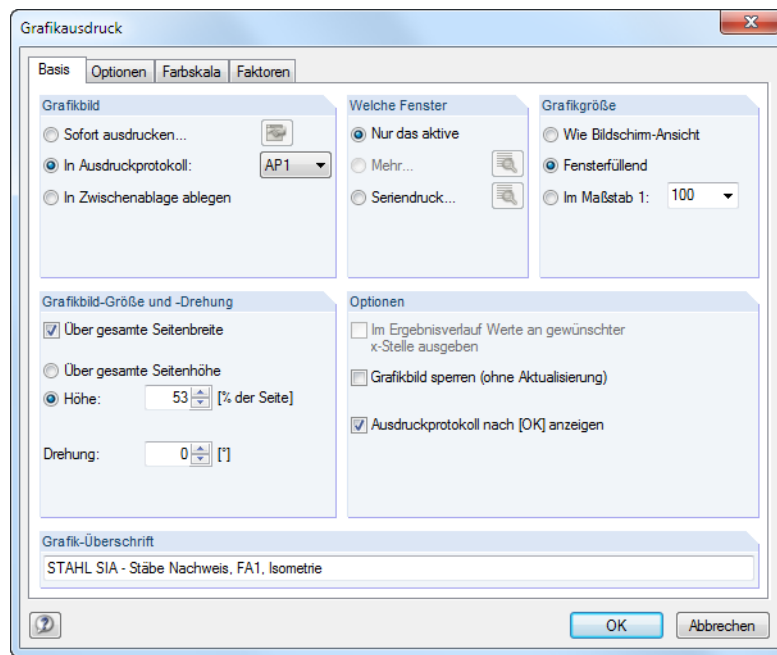 Grafikausdruck
Basis
Optionen
Farbskala
Faktoren
Grafikbild
Sofort ausdrucken...
In Ausdruckprotokoll:
AP1
In Zwischenablage ablegen
Welche Fenster
Nur das aktive
Mehr...
Seriendruck...
Grafikgröße
Wie Bildschirm-Ansicht
Fensterfüllend
Im Maßstab 1:
100
Grafikbild-Größe und -Drehung
Über gesamte Seitenbreite
Über gesamte Seitenhöhe
Höhe:
53
[% der Seite]
Drehung:
0
[°]
Optionen
Im Ergebnisverlauf Werte an gewünschter
x-Stelle ausgeben
Grafikbild sperren (ohne Aktualisierung)
Ausdruckprotokoll nach [OK] anzeigen
Grafik-Überschrift
STAHL SIA - Stäbe Nachweis, FA1, Isometrie
OK
Abbrechen